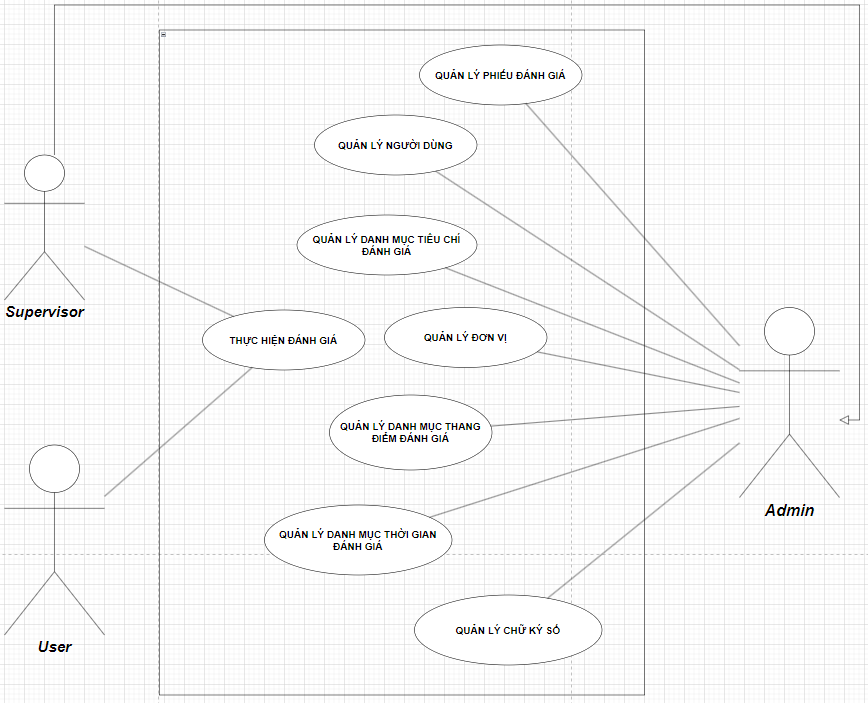 QUẢN LÝ PHIẾU ĐÁNH GIÁ
QUẢN LÝ NGƯỜI DÙNG
QUẢN LÝ DANH MỤC TIÊU CHÍ
ĐÁNH GIÁ
Supervisor
THỰC HIỆN ĐÁNH GIÁ
QUẢN LÝ ĐƠN VỊ
QUẢN LÝ DANH MỤC THANG
ĐIỂM ĐÁNH GIÁ
Admin
QUẢN LÝ DANH MỤC THỜI GIAN
ĐÁNH GIÁ
QUẢN LÝ CHỮ KÝ SỐ
User